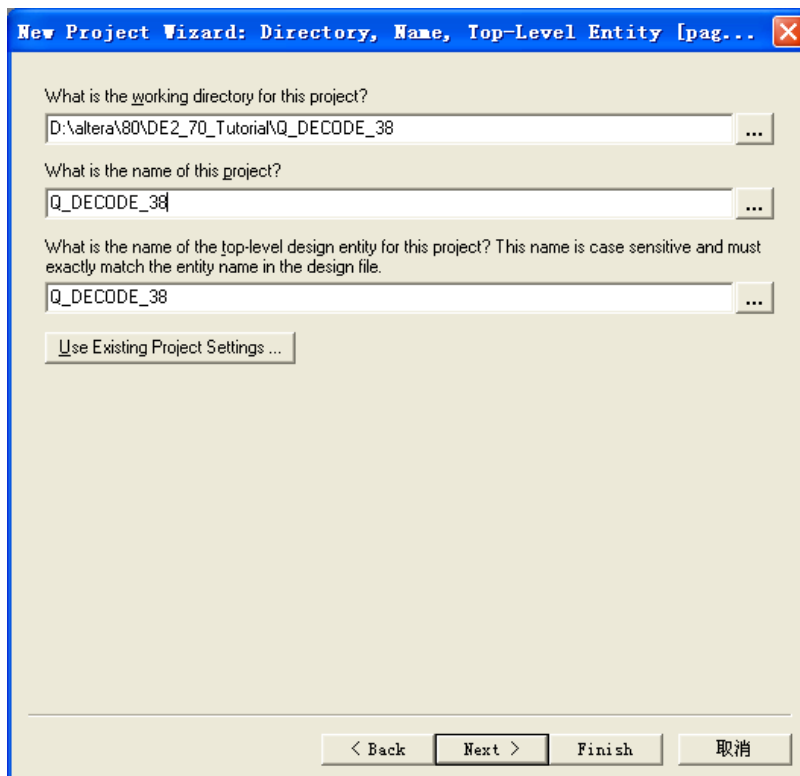 New Project Wizard: Directory, Name, Top-Level Entity [pag...
What is the working directory for this project?
D:\altera\80\DE2_70_Tutorial\Q_DECODE_38
...
What is the name of this project?
Q_DECODE_38
...
What is the name of the top-level design entity for this project? This name is case sensitive and must
exactly match the entity name in the design file.
Q_DECODE_38
...
Use Existing Project Settings ...
< Back
Next >
Finish
取消